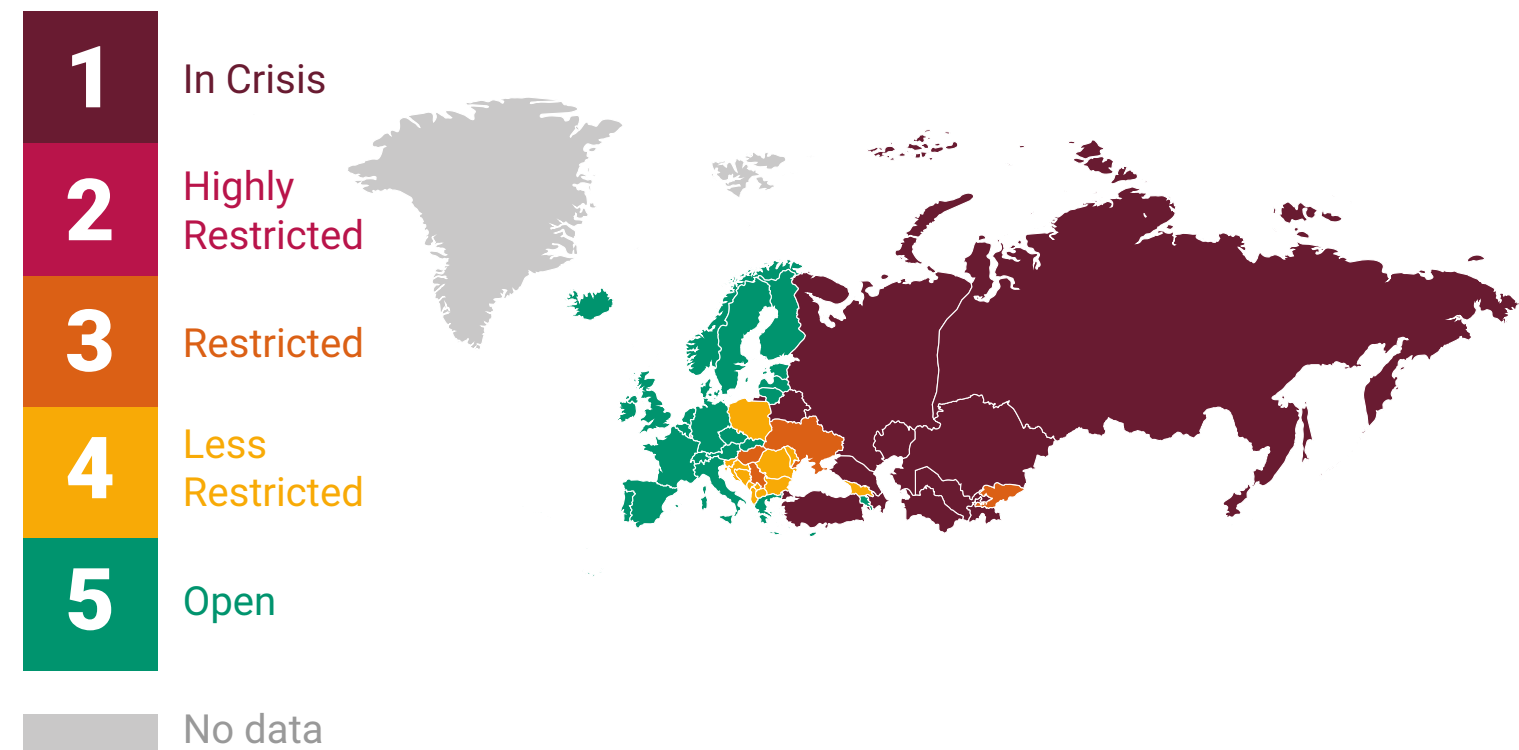 1
In Crisis
2
Highly
Restricted
3
Restricted
4
Less
Restricted
5
Open
No data